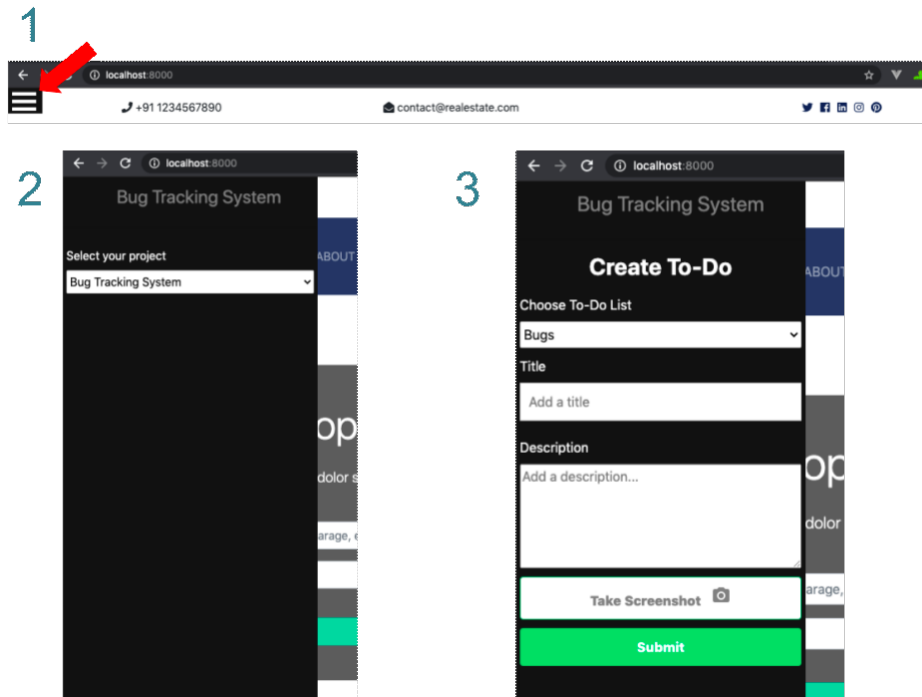 1
localhost:8000
+91 1234567890
contact@realestate.com
2
localhost:8000
Bug Tracking System
ABOUT
Select your project
Bug Tracking System
op
dolor s
arage, e
3
localhost:8000
Bug Tracking System
Create To-Do
ABOUT
Choose To-Do List
Bugs
Title
Add a title
Description
Add a description...
op
dolor
arage,
Take Screenshot
Submit